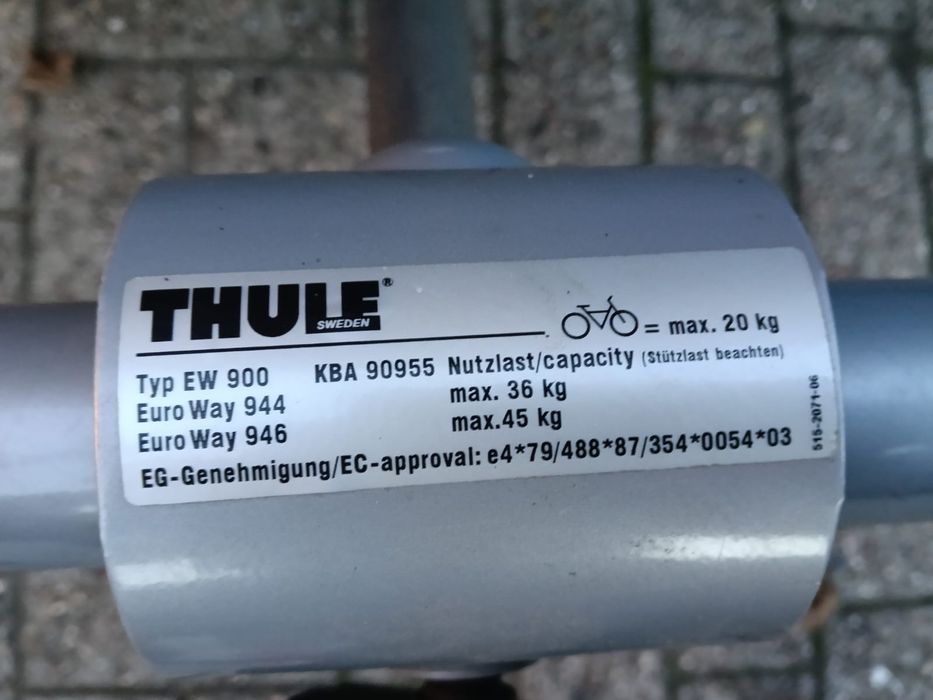 THULE®
SWEDEN
= max. 20 kg
Typ EW 900 KBA 90955 Nutzlast/capacity (Stützlast beachten)
Euro Way 944 max. 36 kg
Euro Way 946 max.45 kg
EG-Genehmigung/EC-approval: e4*79/488*87/354*0054*03
515-2071-06